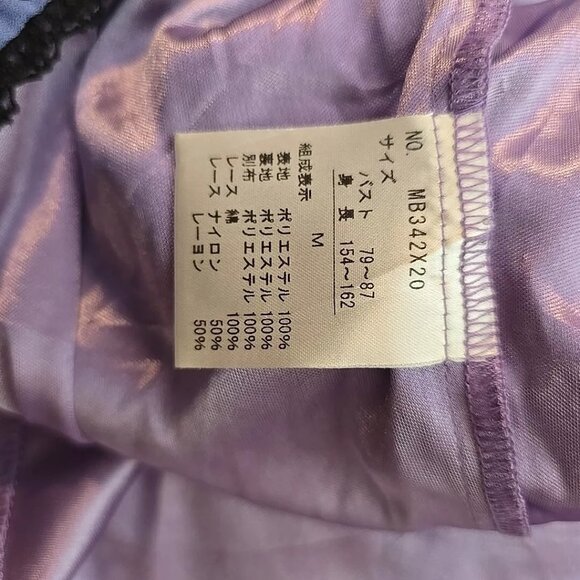 NO. MB342X20
サイズ
バスト 79～87
身長 154～162
M
組成表示
表地 ポリエステル 100%
裏地 ポリエステル 100%
別布 ポリエステル 100%
レース 綿 100%
レース ナイロン 50%
レーヨン 50%